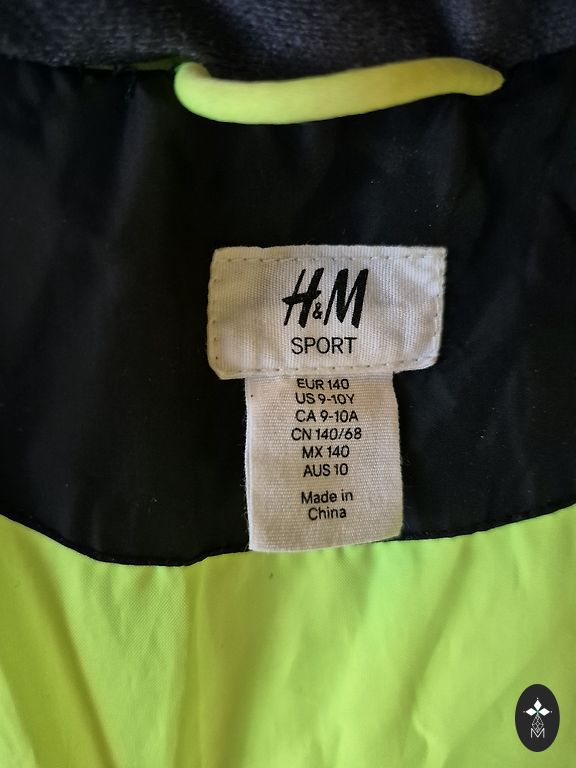 H&M
SPORT
EUR 140
US 9-10Y
CA 9-10A
CN 140/68
MX 140
AUS 10
Made in
China
M